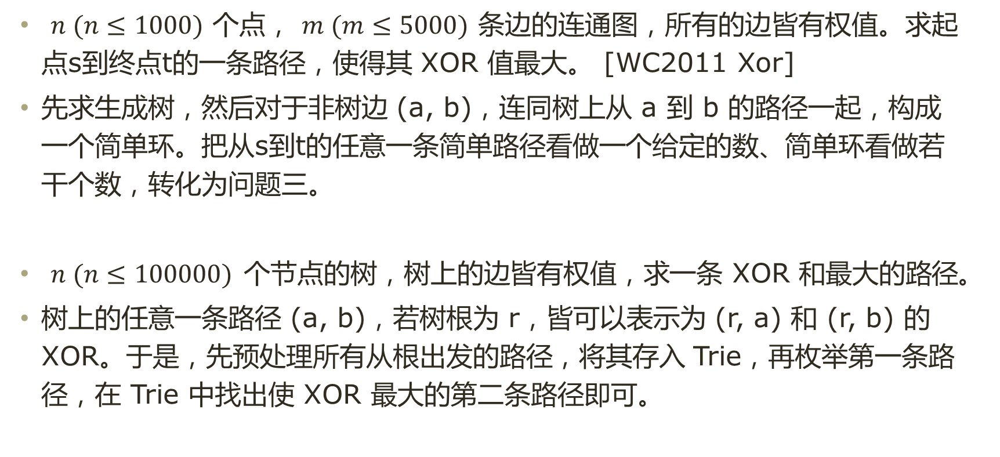 • n (n ≤ 1000) 个点， m (m ≤ 5000) 条边的连通图，所有的边皆有权值。求起
点s到终点t的一条路径，使得其 XOR 值最大。 [WC2011 Xor]
• 先求生成树，然后对于非树边 (a, b)，连同树上从 a 到 b 的路径一起，构成
一个简单环。把从s到t的任意一条简单路径看做一个给定的数、简单环看做若
干个数，转化为问题三。
• n (n ≤ 100000) 个节点的树，树上的边皆有权值，求一条 XOR 和最大的路径。
• 树上的任意一条路径 (a, b)，若树根为 r，皆可以表示为 (r, a) 和 (r, b) 的
XOR。于是，先预处理所有从根出发的路径，将其存入 Trie，再枚举第一条路
径，在 Trie 中找出使 XOR 最大的第二条路径即可。